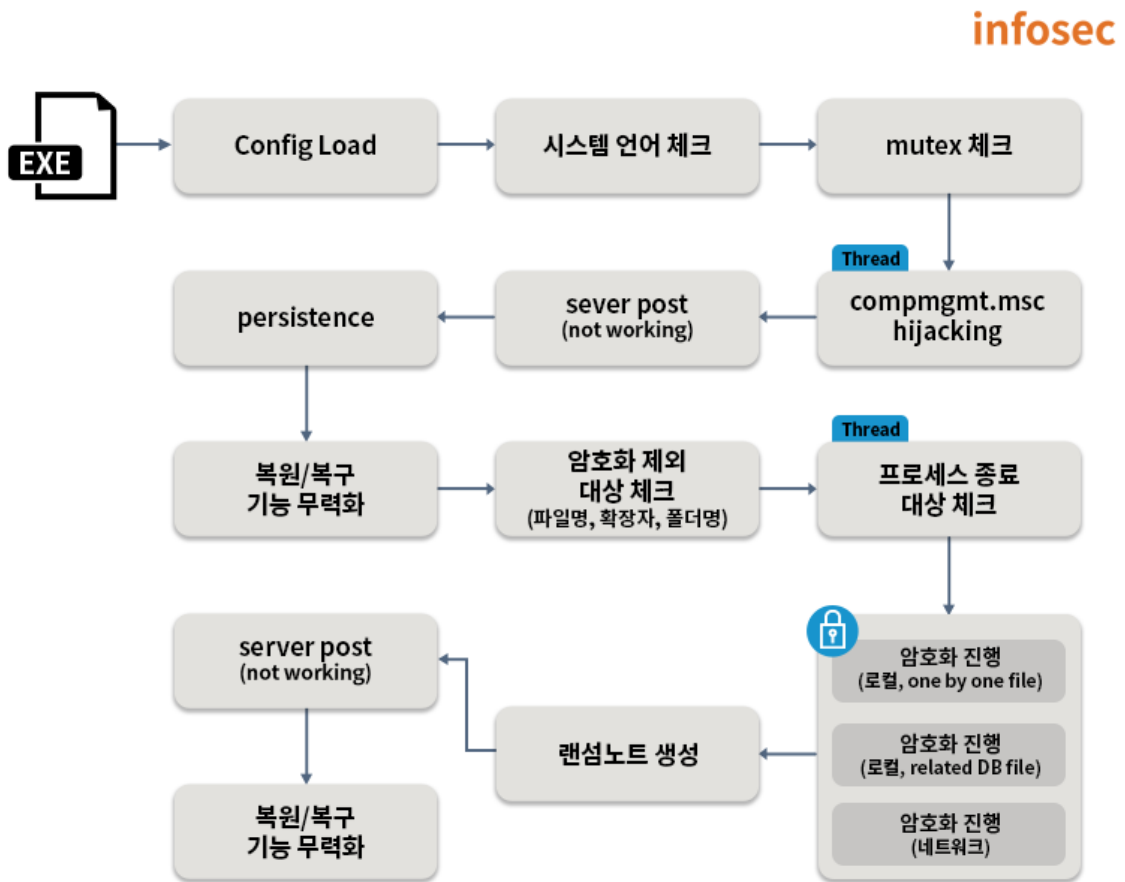 infosec
EXE
Config Load
시스템 언어 체크
mutex 체크
Thread
compmgmt.msc
hijacking
sever post
(not working)
persistence
복원/복구
기능 무력화
암호화 제외
대상 체크
(파일명, 확장자, 폴더명)
Thread
프로세스 종료
대상 체크
암호화 진행
(로컬, one by one file)
암호화 진행
(로컬, related DB file)
암호화 진행
(네트워크)
랜섬노트 생성
server post
(not working)
복원/복구
기능 무력화